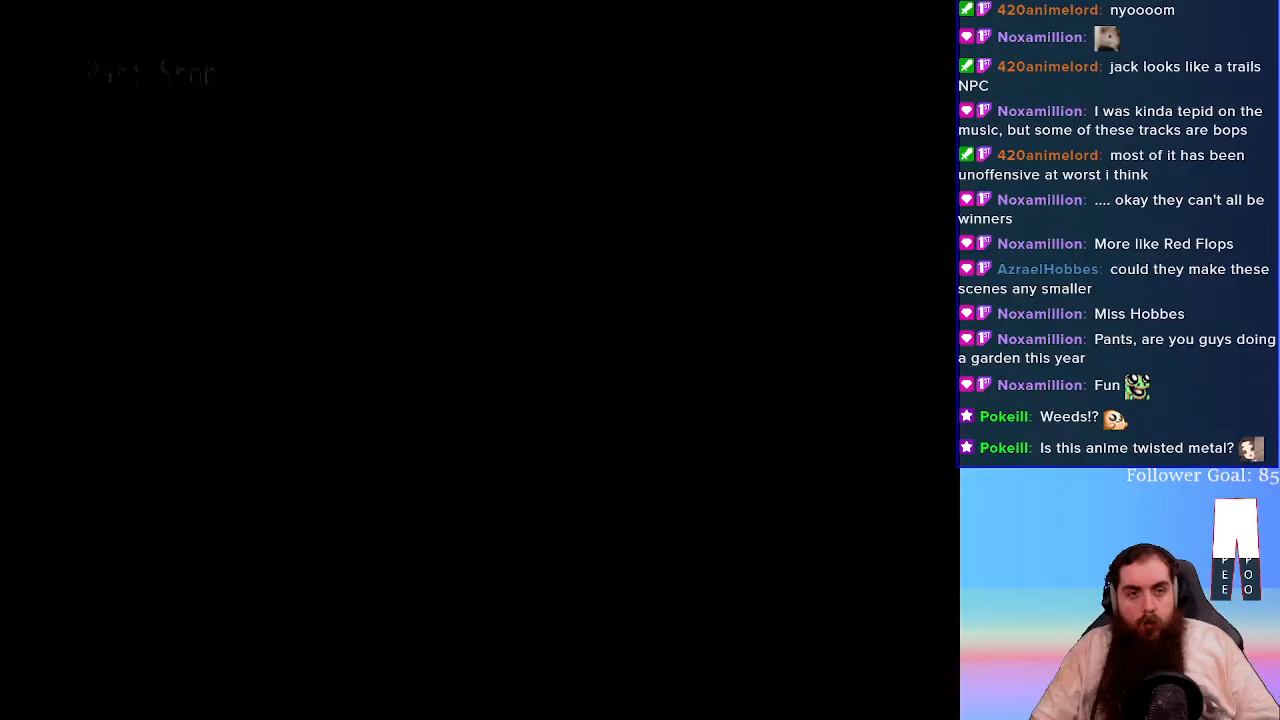 420animelord: nyoooom
Noxamillion:
420animelord: jack looks like a trails
NPC
Noxamillion: I was kinda tepid on the
music, but some of these tracks are bops
420animelord: most of it has been
unoffensive at worst i think
Noxamillion: .... okay they can't all be
winners
Noxamillion: More like Red Flops
AzraelHobbes: could they make these
scenes any smaller
Noxamillion: Miss Hobbes
Noxamillion: Pants, are you guys doing
a garden this year
Noxamillion: Fun
Pokeill: Weeds!?
Pokeill: Is this anime twisted metal?
Follower Goal: 85
PEE
POO